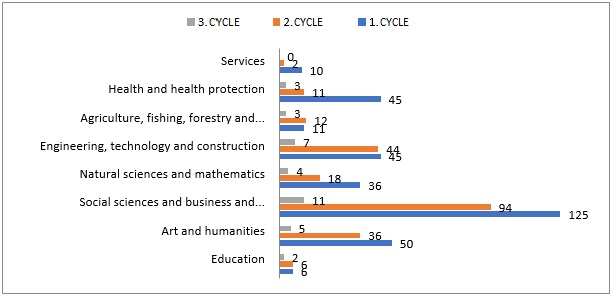 3.CYCLE 2.CYCLE 1.CYCLE
Services 0
2
10
Health and health protection 3
11
45
Agriculture, fishing, forestry and... 3
12
11
Engineering, technology and construction 7
44
45
Natural sciences and mathematics 4
18
36
Social sciences and business and... 11
94
125
Art and humanities 5
36
50
Education 2
6
6